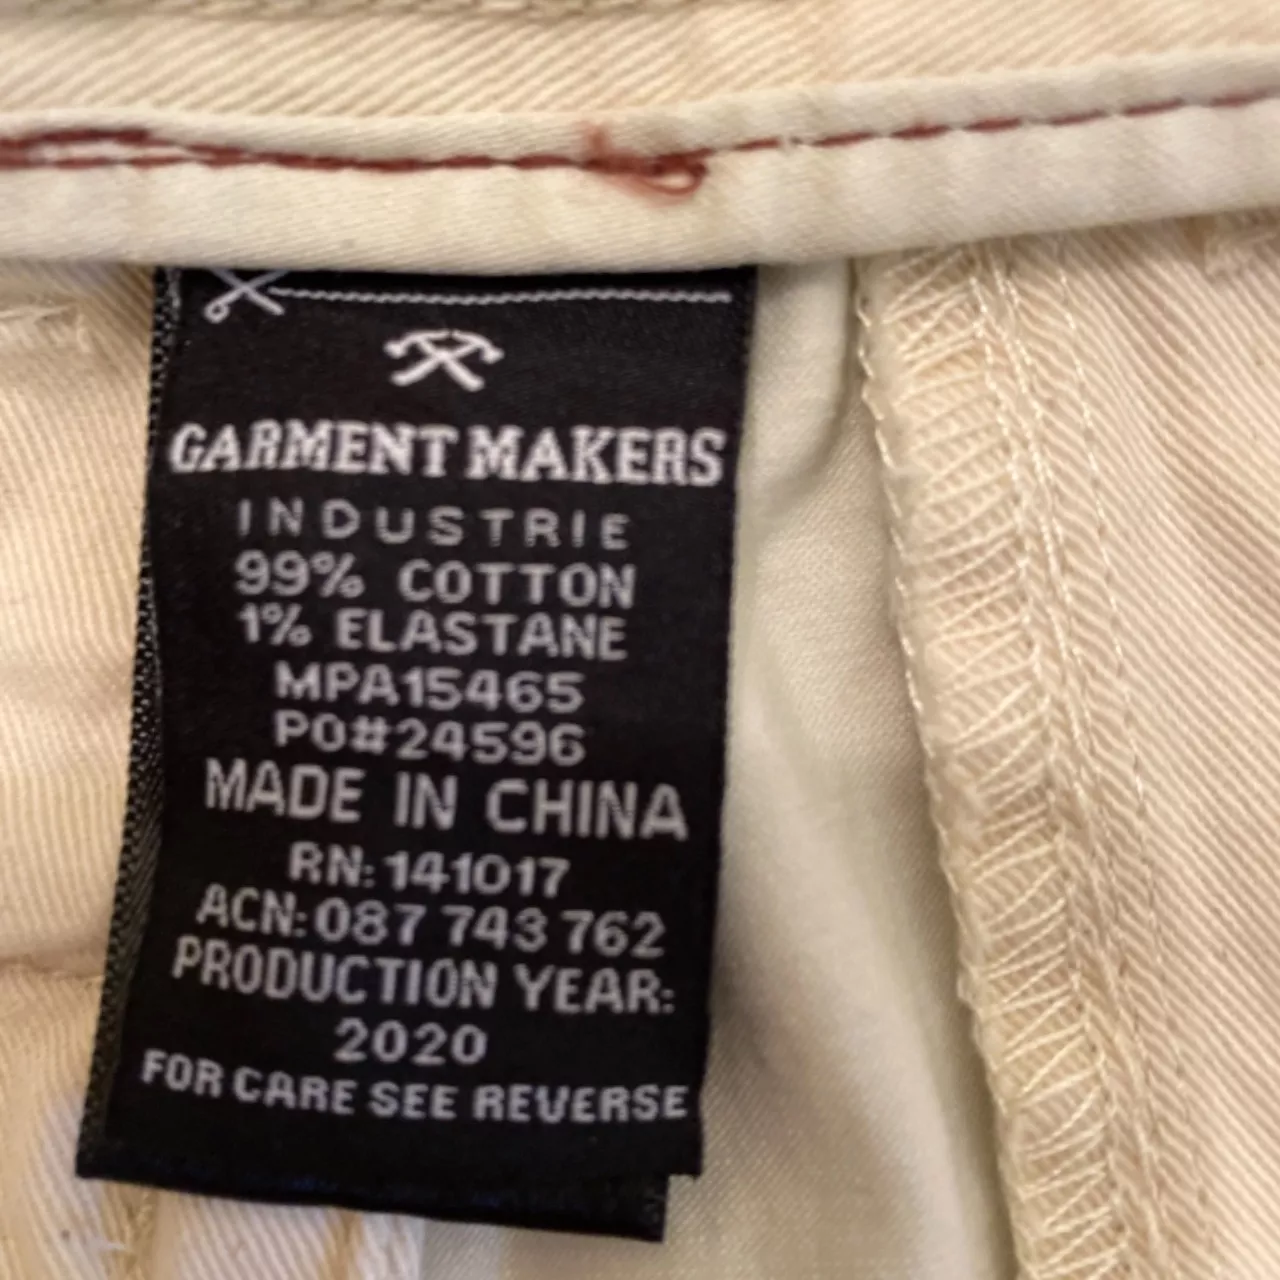 GARMENT MAKERS
INDUSTRIE
99% COTTON
1% ELASTANE
MPA15465
PO#24596
MADE IN CHINA
RN: 141017
ACN: 087 743 762
PRODUCTION YEAR:
2020
FOR CARE SEE REVERSE